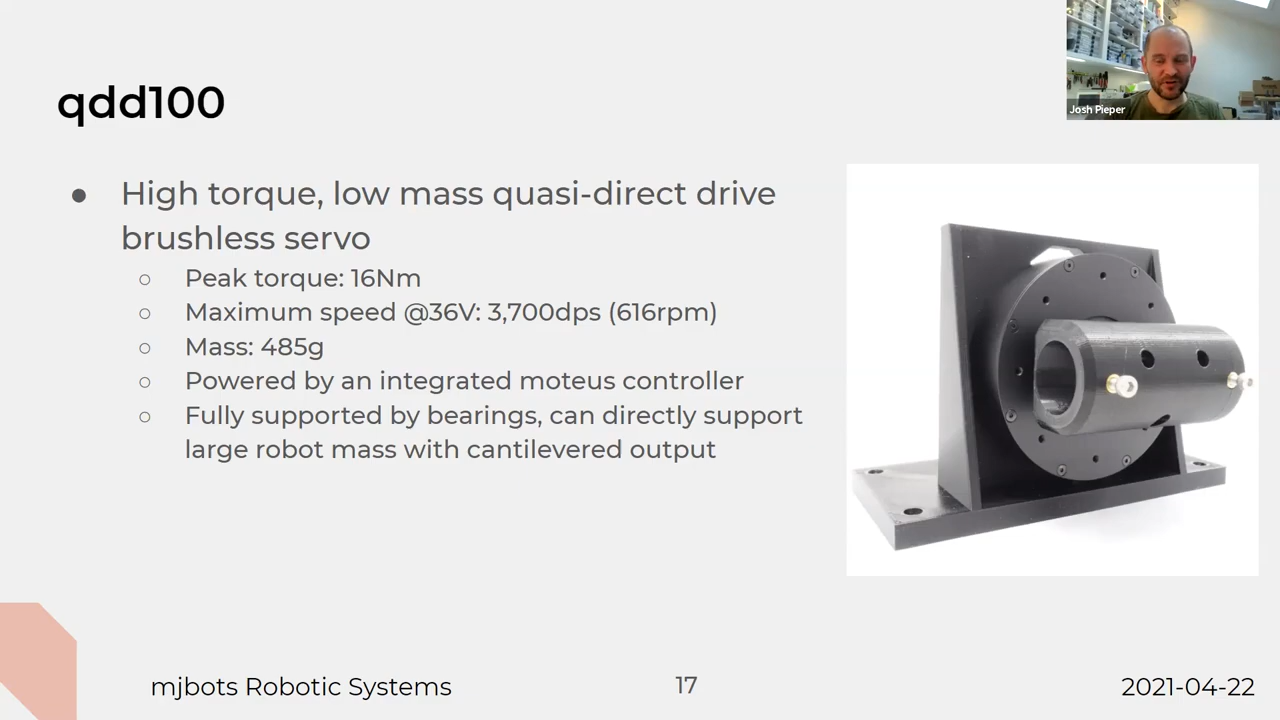 qdd100
Josh Pieper
● High torque, low mass quasi-direct drive
brushless servo
○ Peak torque: 16Nm
○ Maximum speed @36V: 3,700dps (616rpm)
○ Mass: 485g
○ Powered by an integrated moteus controller
○ Fully supported by bearings, can directly support
large robot mass with cantilevered output
mjbots Robotic Systems
17
2021-04-22